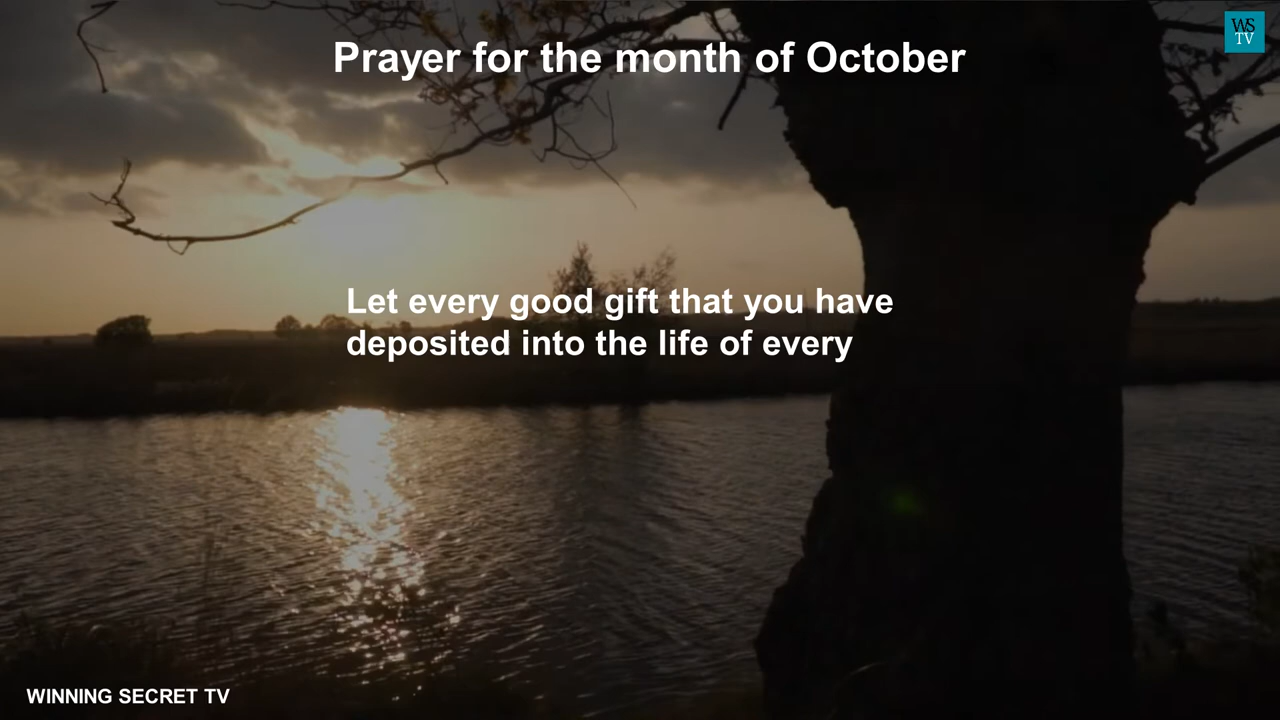 WS
TV
Prayer for the month of October
Let every good gift that you have
deposited into the life of every
WINNING SECRET TV